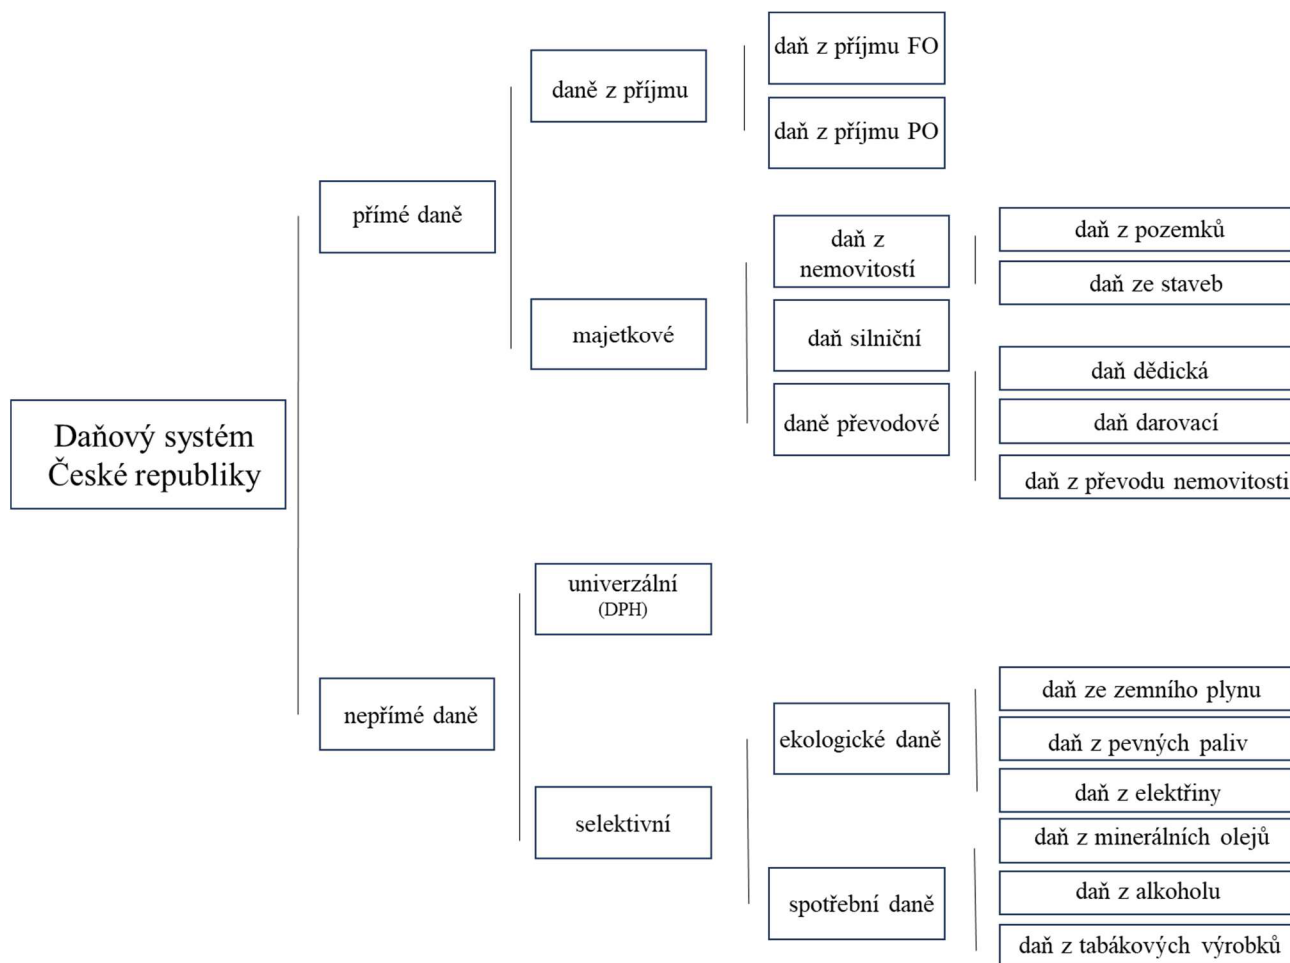 Daňový systém
České republiky
přímé daně
daně z příjmu
daň z příjmu FO
daň z příjmu PO
majetkové
daň z
nemovitostí
daň z pozemků
daň ze staveb
daň silniční
daně převodové
daň dědická
daň darovací
daň z převodu nemovitosti
nepřímé daně
univerzální
(DPH)
selektivní
ekologické daně
daň ze zemního plynu
daň z pevných paliv
daň z elektřiny
spotřební daně
daň z minerálních olejů
daň z alkoholu
daň z tabákových výrobků